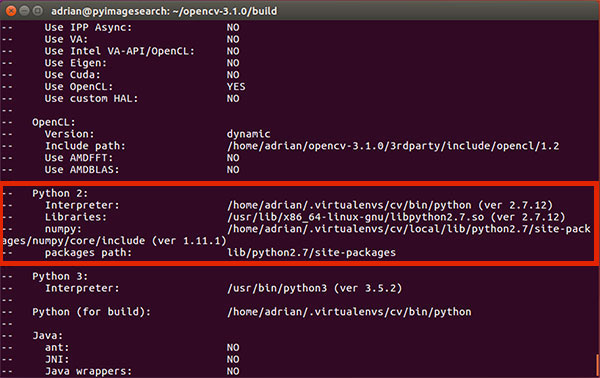 adrian@pyimagesearch: ~/opencv-3.1.0/build
-- Use IPP Async: NO
-- Use VA: NO
-- Use Intel VA-API/OpenCL: NO
-- Use Eigen: NO
-- Use Cuda: NO
-- Use OpenCL: YES
-- Use custom HAL: NO
--
-- OpenCL:
-- Version: dynamic
-- Include path: /home/adrian/opencv-3.1.0/3rdparty/include/opencl/1.2
-- Use AMDFFT: NO
-- Use AMDBLAS: NO
--
-- Python 2:
-- Interpreter: /home/adrian/.virtualenvs/cv/bin/python (ver 2.7.12)
-- Libraries: /usr/lib/x86_64-linux-gnu/libpython2.7.so (ver 2.7.12)
-- numpy: /home/adrian/.virtualenvs/cv/local/lib/python2.7/site-pack
ages/numpy/core/include (ver 1.11.1)
-- packages path: lib/python2.7/site-packages
--
-- Python 3:
-- Interpreter: /usr/bin/python3 (ver 3.5.2)
--
-- Python (for build): /home/adrian/.virtualenvs/cv/bin/python
--
-- Java:
-- ant: NO
-- JNI: NO
-- Java wrappers: NO